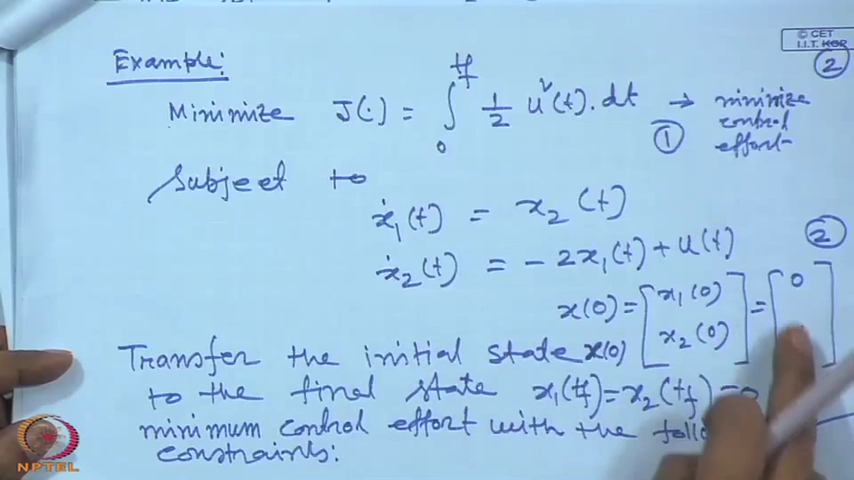 © CET
I.I.T. KGP
②
Example:
Minimize J(.) = ∫₀^tf 1/2 u²(t).dt → minimize control effort
①
Subject to
ẋ₁(t) = x₂(t)
ẋ₂(t) = -2x₁(t) + u(t) ②
x(0) = [x₁(0) x₂(0)] = [0
Transfer the initial state x(0)
to the final state x₁(tf) = x₂(tf) = 0
minimum control effort with the
constraints:
NPTEL